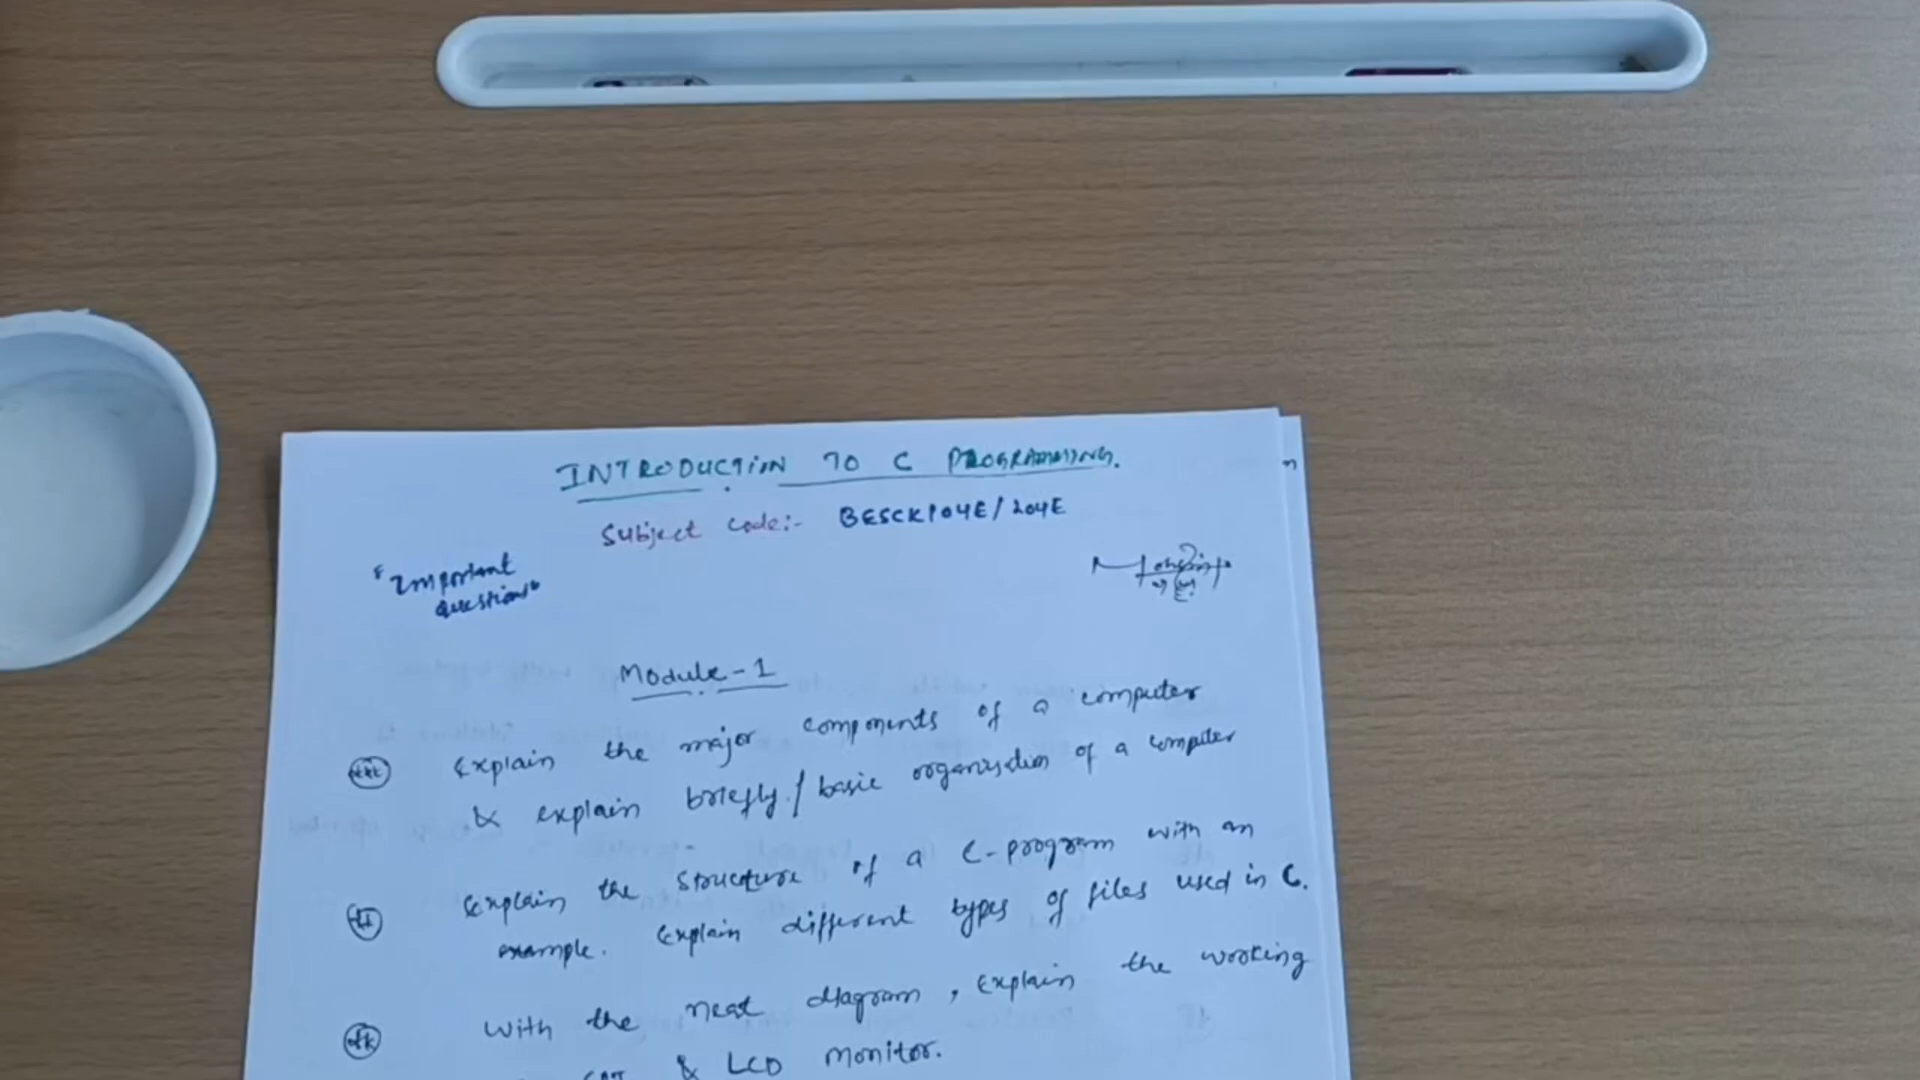 INTRODUCTION TO C PROGRAMMING.
Subject Code:- BESCK104E/204E
"Important
Questions"
Module-1
Explain the major components of a computer
& explain briefly./basic organization of a computer
Explain the structure of a C-program with an
example. Explain different types of files used in C.
With the neat diagram, Explain the working
& LCD monitor.